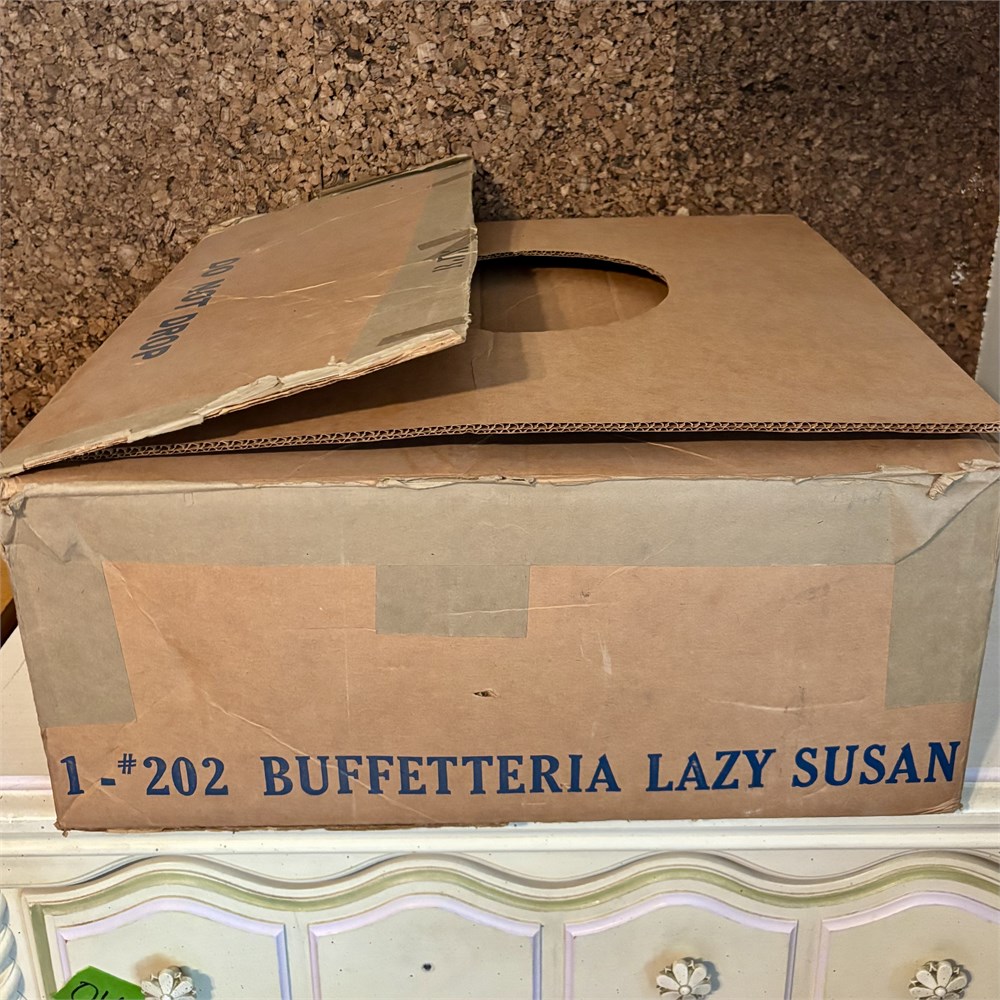 DO NOT DROP
1 - #202 BUFFETTERIA LAZY SUSAN